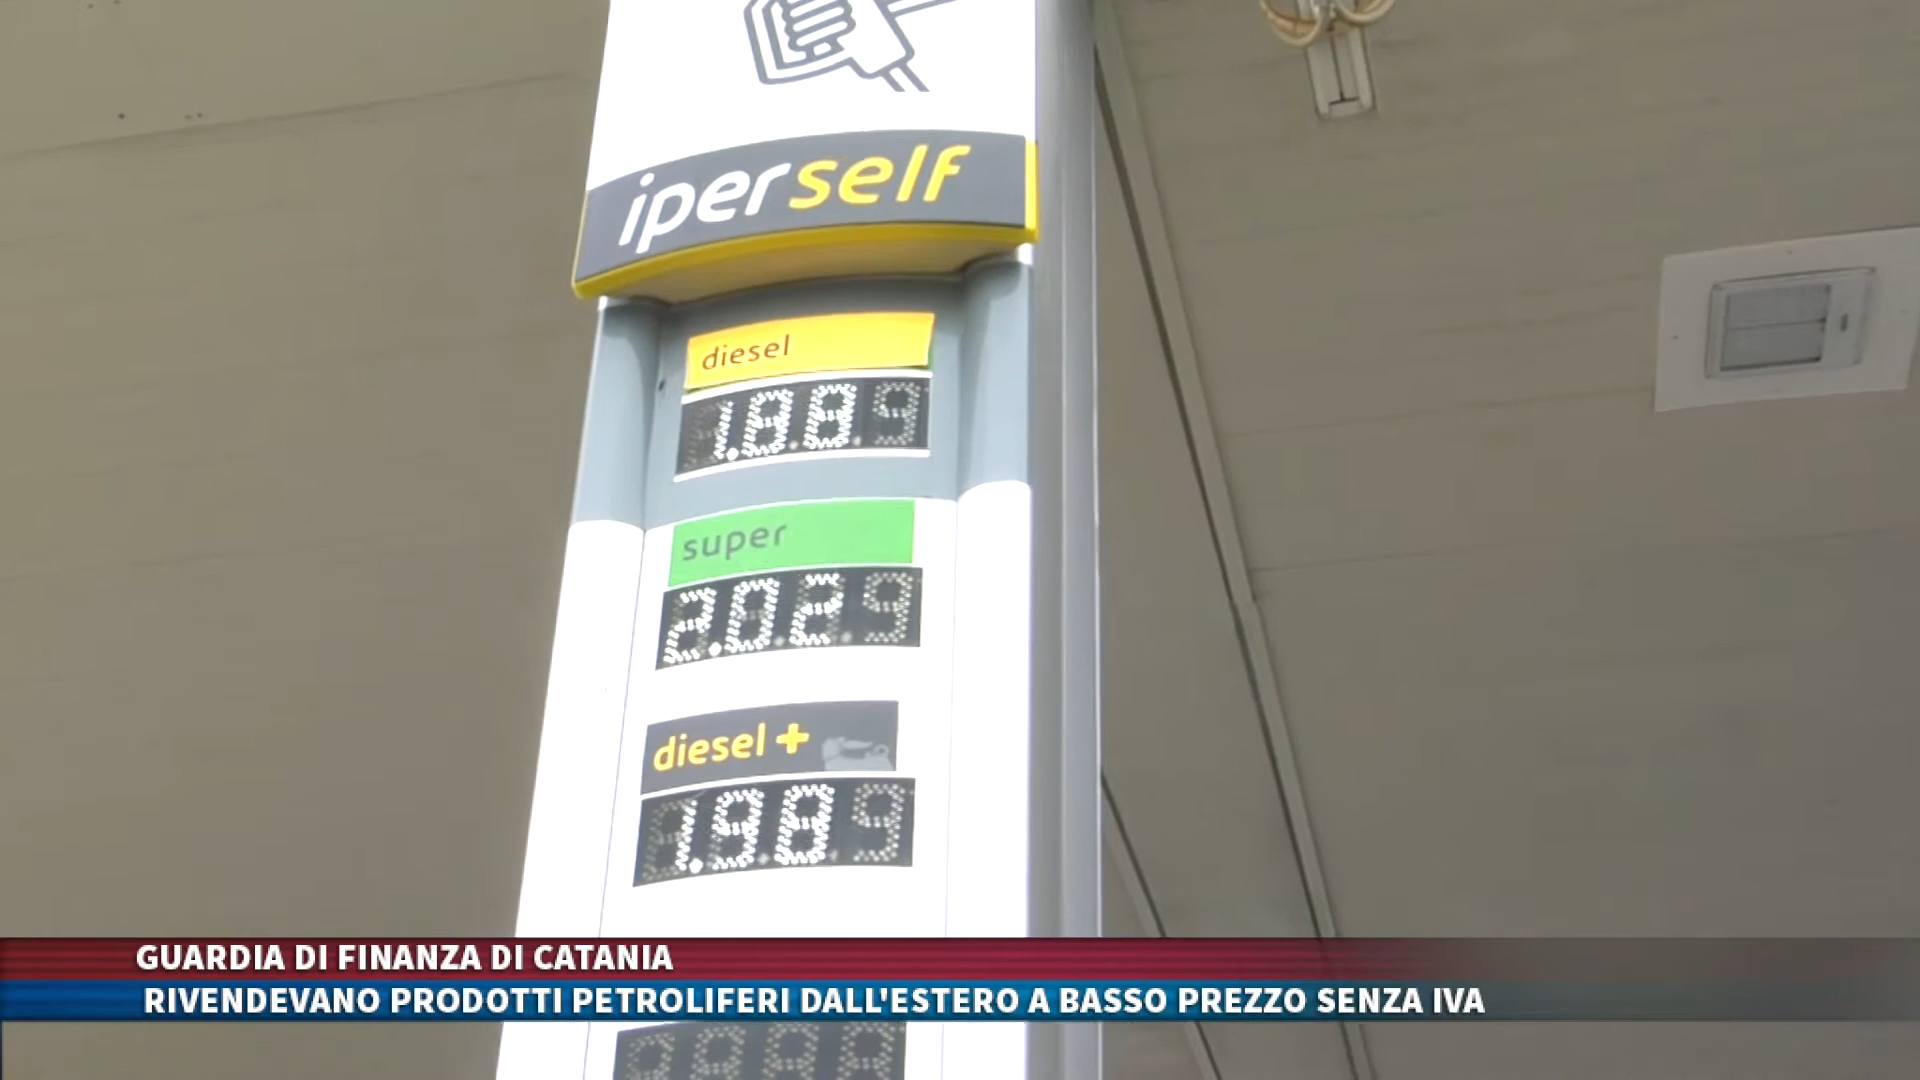 iperself
diesel
1.889
super
2.029
diesel +
1.989
GUARDIA DI FINANZA DI CATANIA
RIVENDEVANO PRODOTTI PETROLIFERI DALL'ESTERO A BASSO PREZZO SENZA IVA